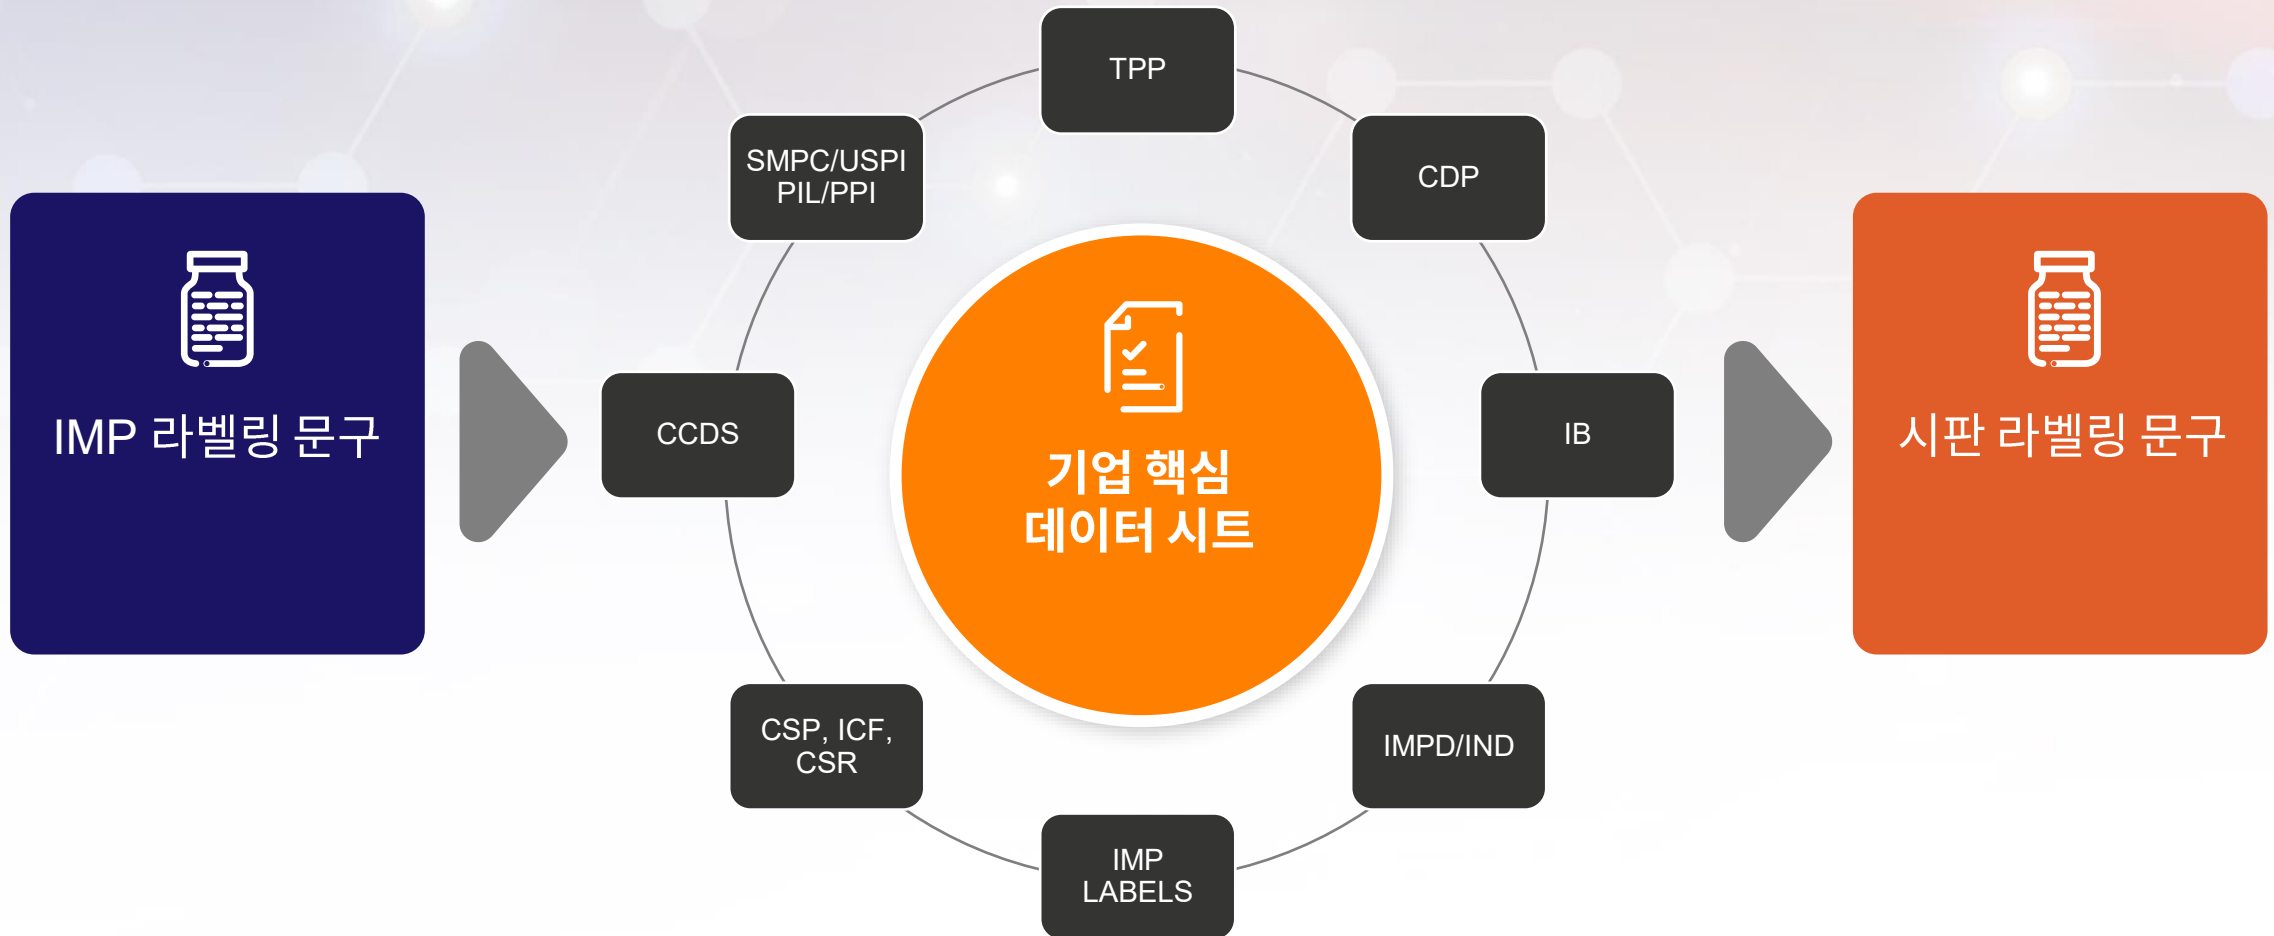 IMP 라벨링 문구
TPP
CDP
IB
IMPD/IND
IMP
LABELS
CSP, ICF,
CSR
CCDS
SMPC/USPI
PIL/PPI
기업 핵심
데이터 시트
시판 라벨링 문구